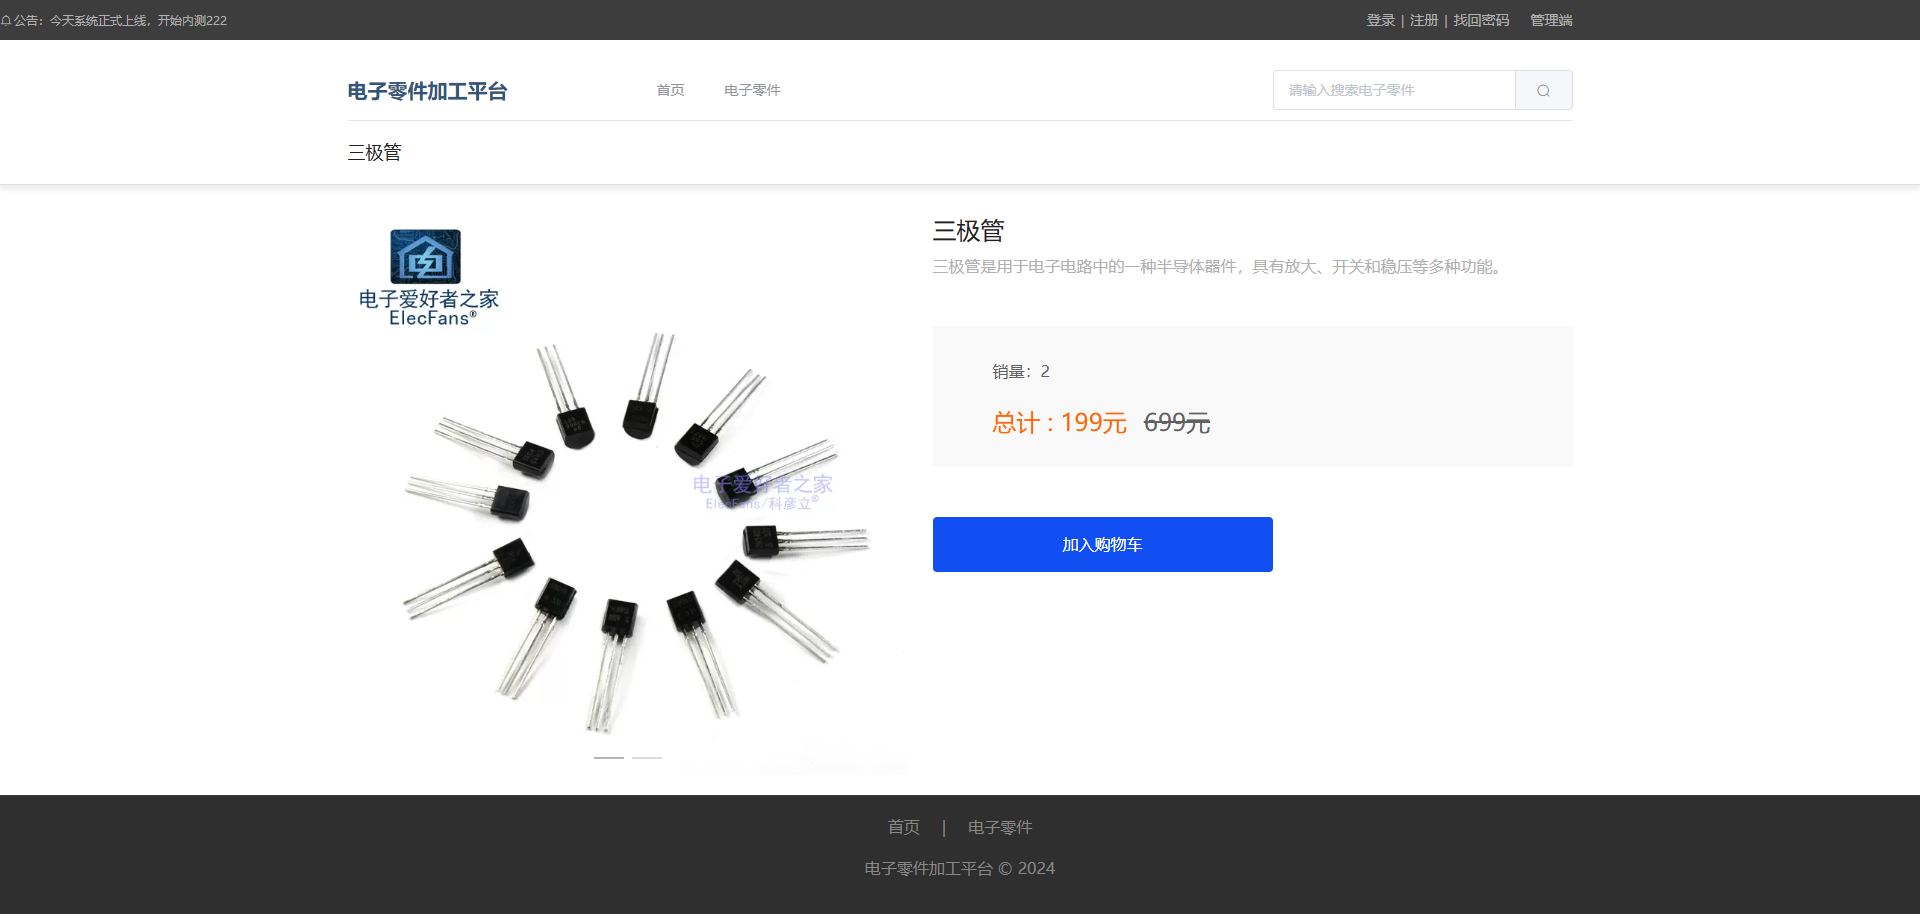 公告：今天系统正式上线，开始内测222
登录 | 注册 | 找回密码 管理端
电子零件加工平台
首页 电子零件
请输入搜索电子零件
三极管
电子爱好者之家
ElecFans®
电子爱好者之家
ElecFans/科彦立®
三极管
三极管是用于电子电路中的一种半导体器件，具有放大、开关和稳压等多种功能。
销量：2
总计 : 199元 699元
加入购物车
首页 | 电子零件
电子零件加工平台 © 2024